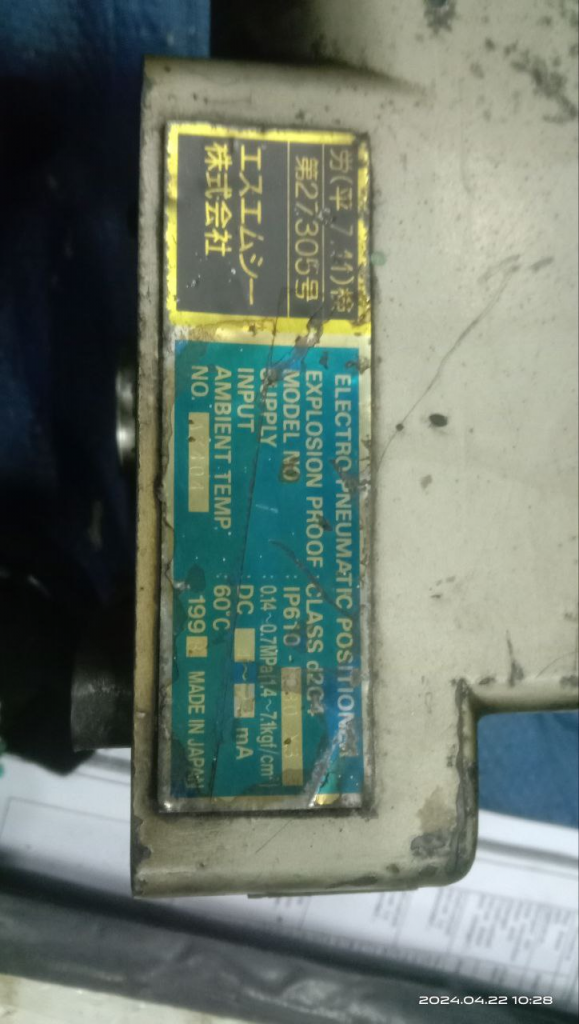 労(平.7.11)検
第27305号
エスエムシー
株式会社
ELECTRO-PNEUMATIC POSITIONER
EXPLOSION PROOF CLASS d2G4
MODEL NO : IP610-
SUPPLY : 0.14~0.7MPa(1.4~7.1kgf/cm²)
INPUT : DC ~ mA
AMBIENT TEMP. : 60°C
NO. 199 MADE IN JAPAN
2024.04.22 10:28